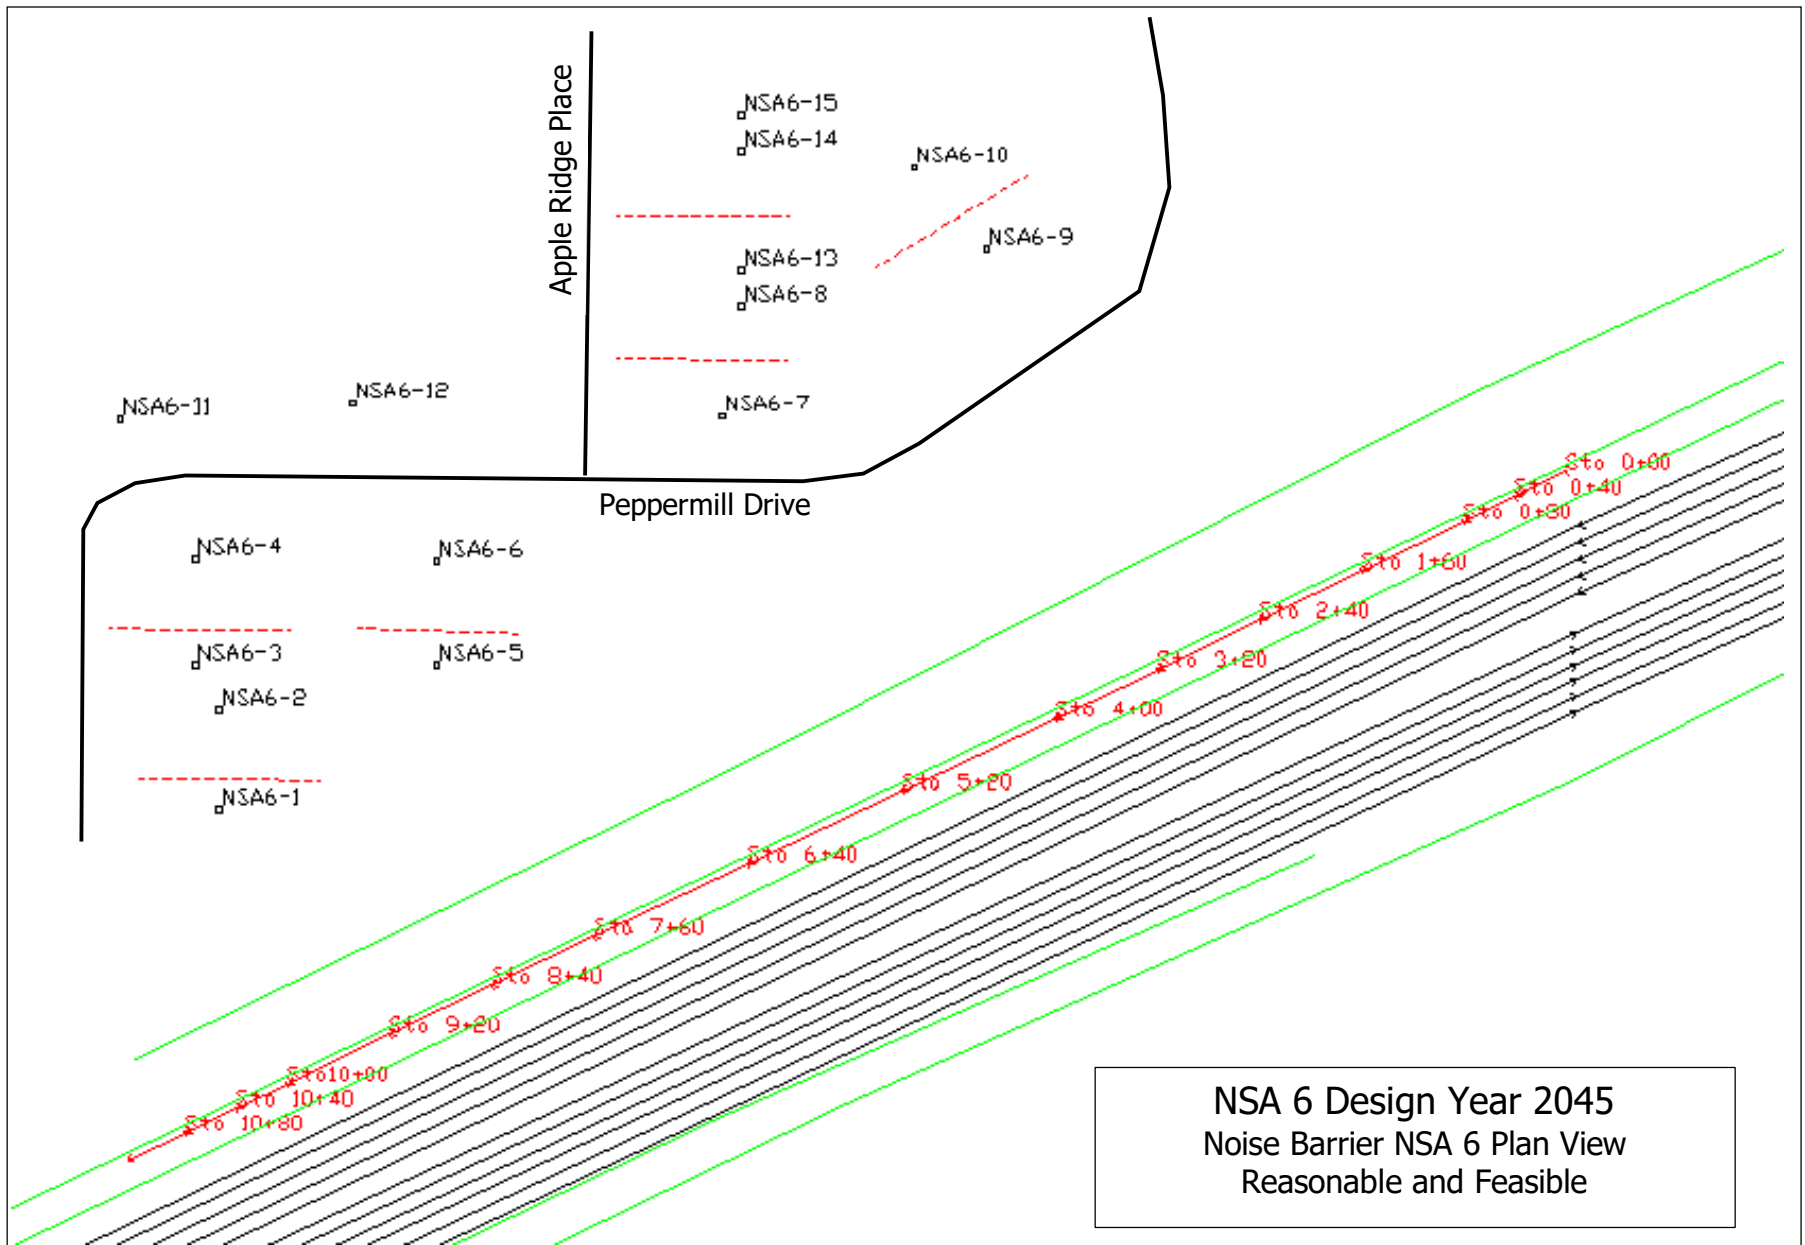 NSA6-15
NSA6-14
NSA6-10
Apple Ridge Place
NSA6-9
NSA6-13
NSA6-8
NSA6-12
NSA6-11
NSA6-7
Peppermill Drive
NSA6-4
NSA6-6
NSA6-3
NSA6-5
NSA6-2
NSA6-1
Sta 0+00
Sta 0+40
Sta 0+80
Sta 1+60
Sta 2+40
Sta 3+20
Sta 4+00
Sta 5+20
Sta 6+40
Sta 7+60
Sta 8+40
Sta 9+20
Sta10+00
Sta 10+40
Sta 10+80
NSA 6 Design Year 2045
Noise Barrier NSA 6 Plan View
Reasonable and Feasible